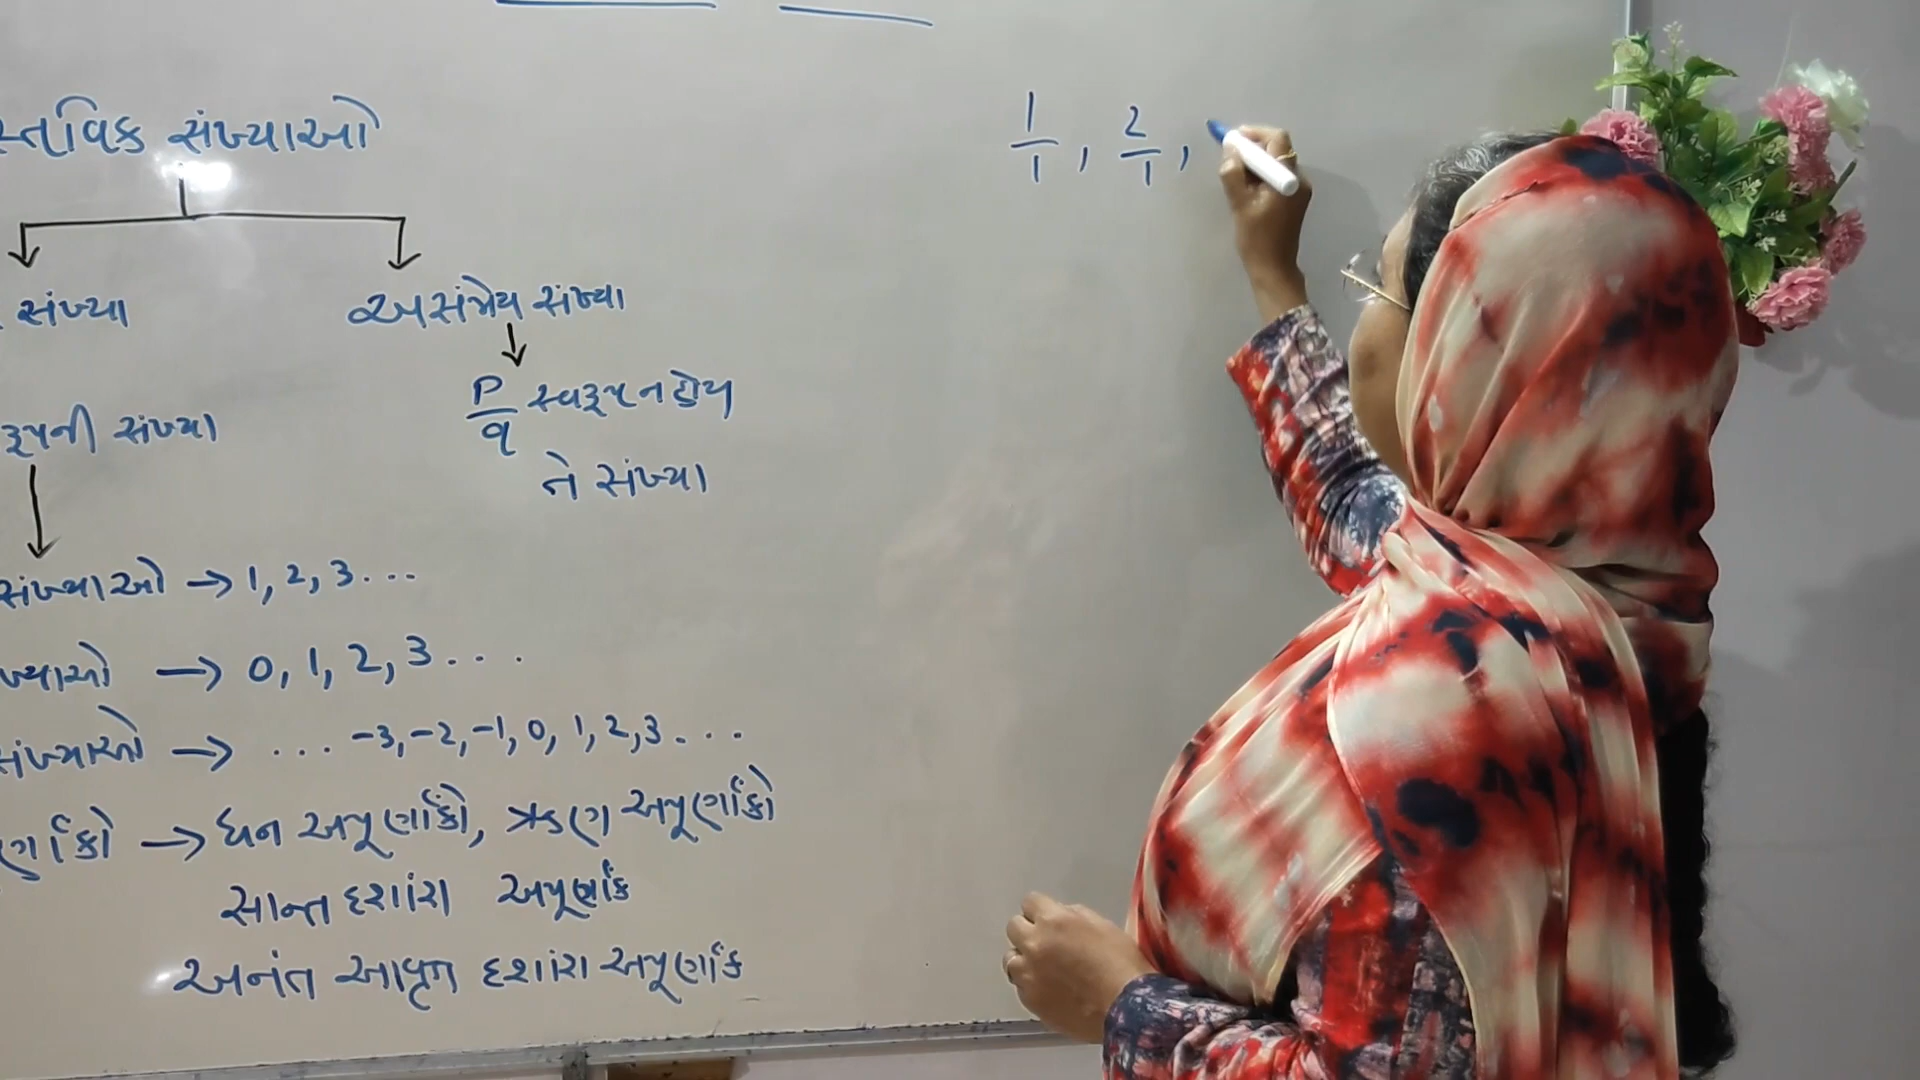 સ્તવિક સંખ્યાઓ
સંખ્યા
અસંમેય સંખ્યા
રૂપની સંખ્યા
p/q સ્વરૂપ ન હોય
તે સંખ્યા
સંખ્યાઓ → 1, 2, 3 ...
ખ્યાઓ → 0, 1, 2, 3 ...
સંખ્યાઓ → ... -3, -2, -1, 0, 1, 2, 3 ...
ર્ણાંકો → ધન અપૂર્ણાંકો, ઋણ અપૂર્ણાંકો
સાન્ત દશાંશ અપૂર્ણાંક
અનંત આવૃત્ત દશાંશ અપૂર્ણાંક
1/1, 2/1,